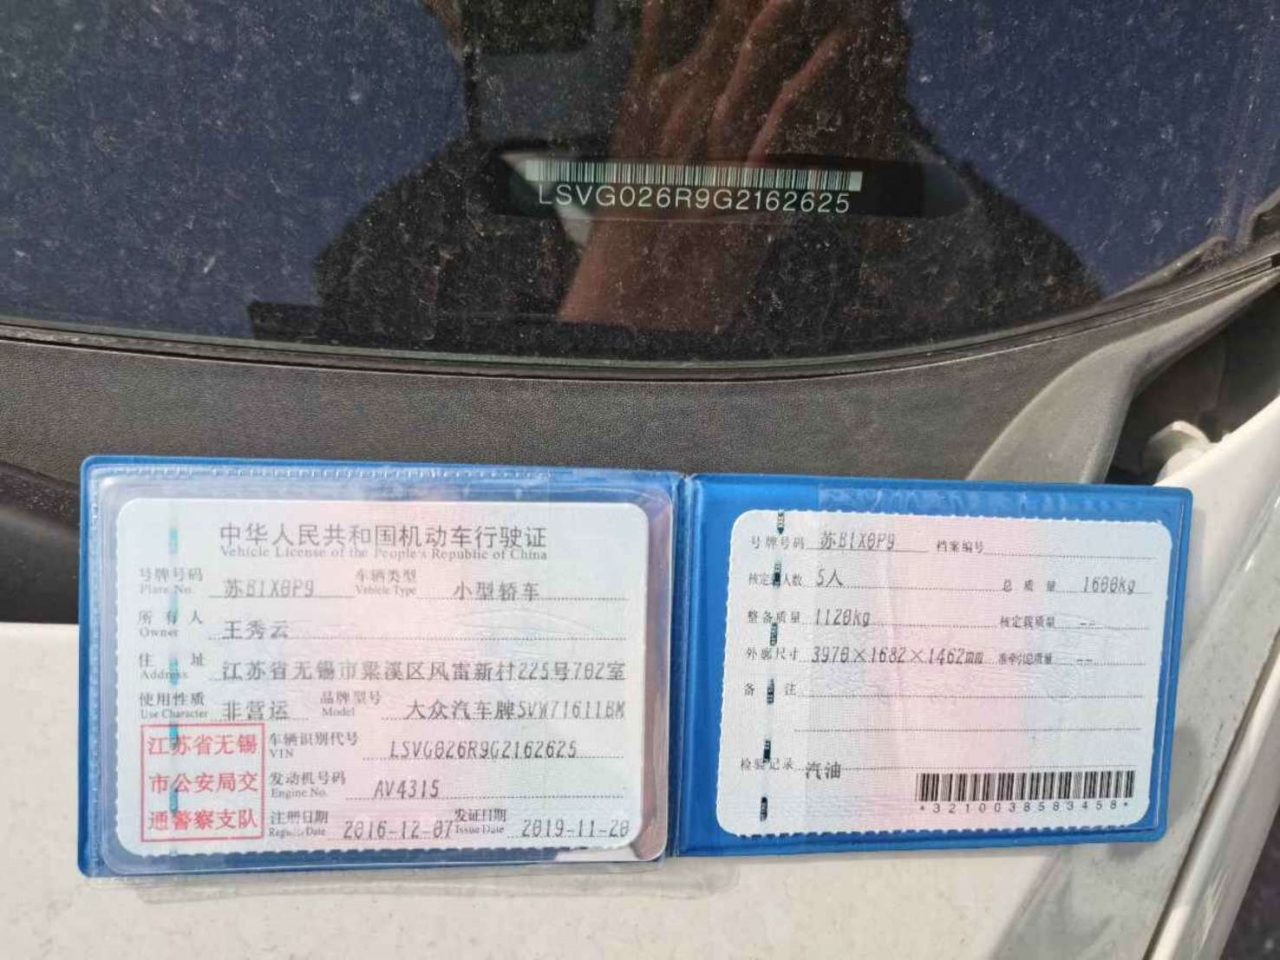 LSVG026R9G2162625
中华人民共和国机动车行驶证
Vehicle License of the People's Republic of China
号牌号码 苏B1X0P9 车辆类型 小型轿车
Plate No. Vehicle Type
所有人 王秀云
Owner
住址 江苏省无锡市梁溪区风雷新村225号702室
Address
使用性质 非营运 品牌型号 大众汽车牌SVW71611BM
Use Character Model
江苏省无锡市公安局交通警察支队
车辆识别代号 LSVG026R9G2162625
VIN
发动机号码 AV4315
Engine No.
注册日期 2016-12-07 发证日期 2019-11-20
Register Date Issue Date
号牌号码 苏B1X0P9 档案编号
核定载人数 5人 总质量 1600kg
整备质量 1120kg 核定载质量 --
外廓尺寸 3970×1682×1462mm 准牵引总质量 --
备注
检验记录 汽油
*3210038583458*